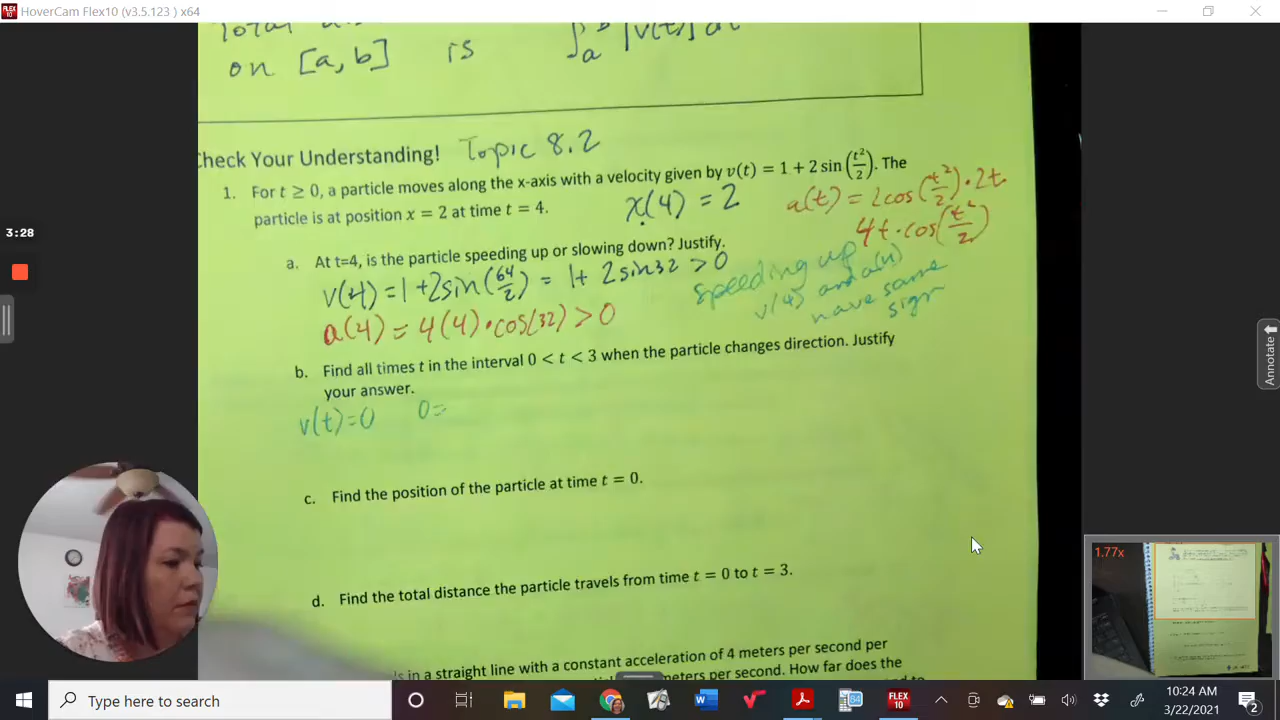 HoverCam Flex10 (v3.5.123 ) x64
Total
on [a, b] is ∫ₐᵇ |v(t)| dt
Check Your Understanding! Topic 8.2
1. For t ≥ 0, a particle moves along the x-axis with a velocity given by v(t) = 1 + 2 sin (t²/2). The
particle is at position x = 2 at time t = 4. x(4) = 2
a(t) = 2cos(t²/2)·2t
4t·cos(t²/2)
a. At t=4, is the particle speeding up or slowing down? Justify.
v(4) = 1+2sin(64/2) = 1+ 2sin32 >0
a(4) = 4(4)·cos(32) > 0
speeding up
v(4) and a(4)
have same
sign
b. Find all times t in the interval 0 < t < 3 when the particle changes direction. Justify
your answer.
v(t)=0 0=
c. Find the position of the particle at time t = 0.
d. Find the total distance the particle travels from time t = 0 to t = 3.
in a straight line with a constant acceleration of 4 meters per second per
meters per second. How far does the
3:28
Annotate
1.77x
Type here to search
FLEX 10
10:24 AM
3/22/2021
2